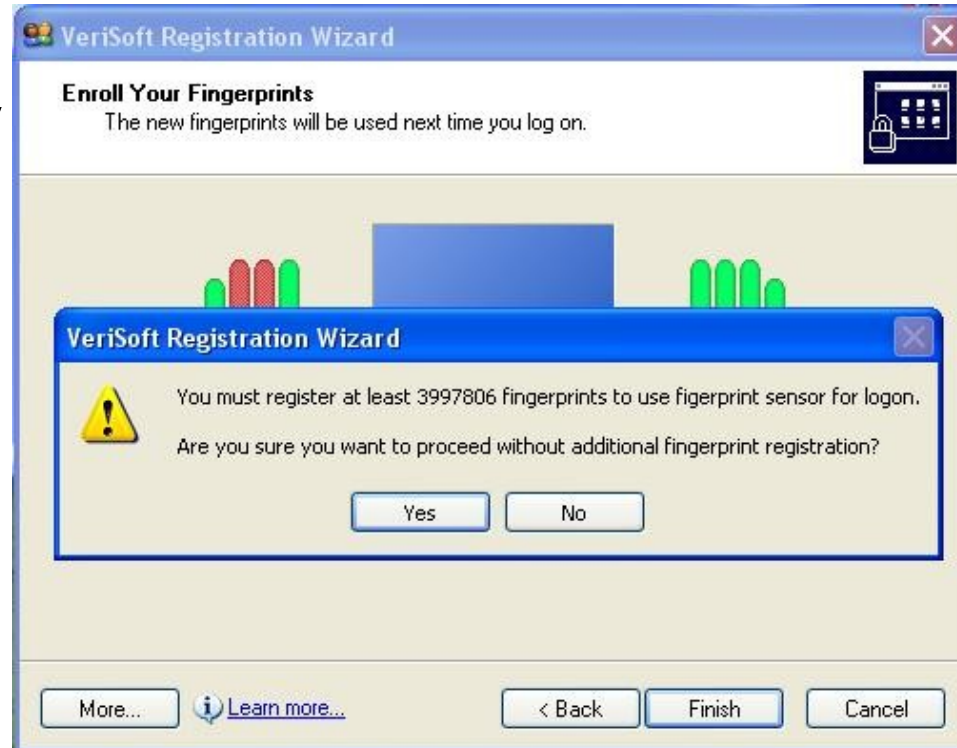 VeriSoft Registration Wizard
Enroll Your Fingerprints
The new fingerprints will be used next time you log on.
VeriSoft Registration Wizard
You must register at least 3997806 fingerprints to use figerprint sensor for logon.
Are you sure you want to proceed without additional fingerprint registration?
Yes No
More... Learn more... < Back Finish Cancel